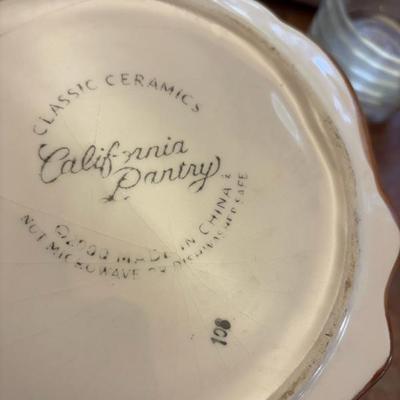 CLASSIC CERAMICS
California
Pantry
MADE IN CHINA
NOT MICROWAVE OR DISHWASHER SAFE
108